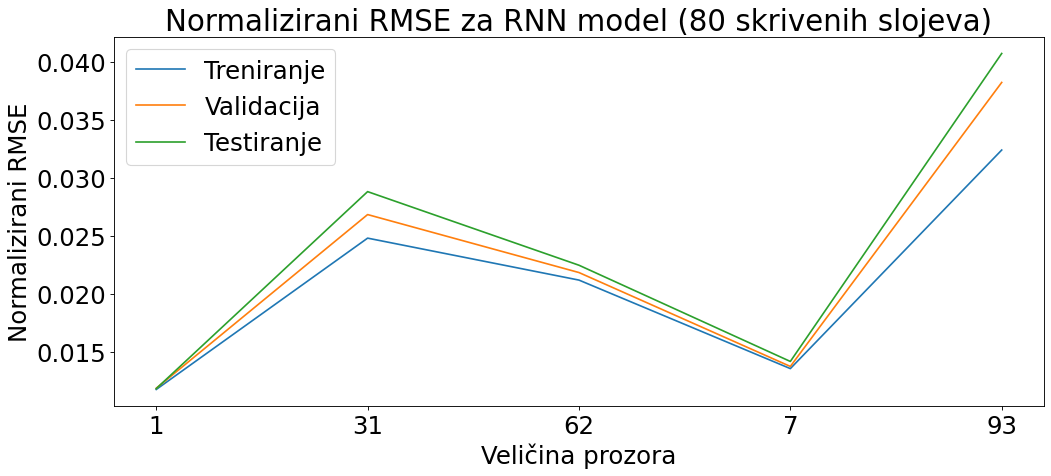 Normalizirani RMSE za RNN model (80 skrivenih slojeva)
Normalizirani RMSE
0.040
0.035
0.030
0.025
0.020
0.015
Treniranje
Validacija
Testiranje
1 31 62 7 93
Veličina prozora